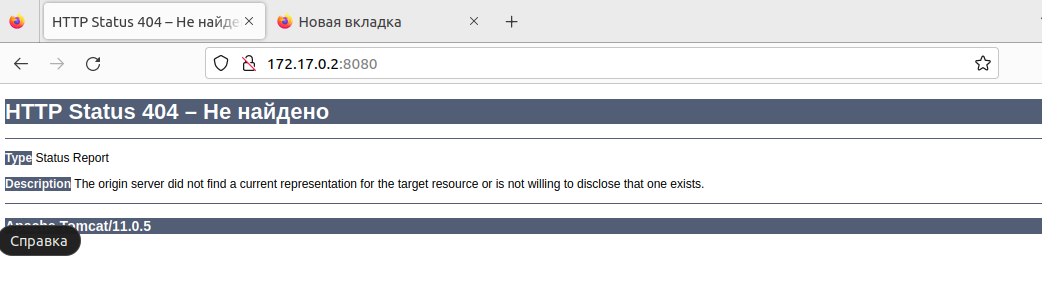 HTTP Status 404 – Не найде
Новая вкладка
172.17.0.2:8080
HTTP Status 404 – Не найдено
Type Status Report
Description The origin server did not find a current representation for the target resource or is not willing to disclose that one exists.
Apache Tomcat/11.0.5
Справка